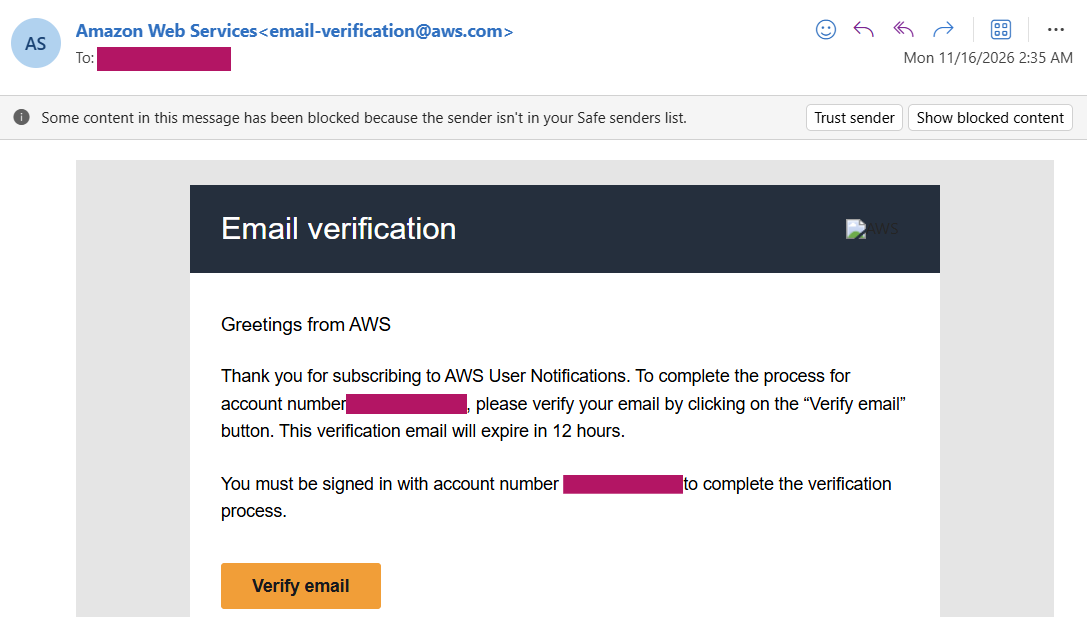 AS
Amazon Web Services<email-verification@aws.com>
To:
Mon 11/16/2026 2:35 AM
Some content in this message has been blocked because the sender isn't in your Safe senders list.
Trust sender
Show blocked content
Email verification
AWS
Greetings from AWS
Thank you for subscribing to AWS User Notifications. To complete the process for
account number , please verify your email by clicking on the “Verify email”
button. This verification email will expire in 12 hours.
You must be signed in with account number to complete the verification
process.
Verify email